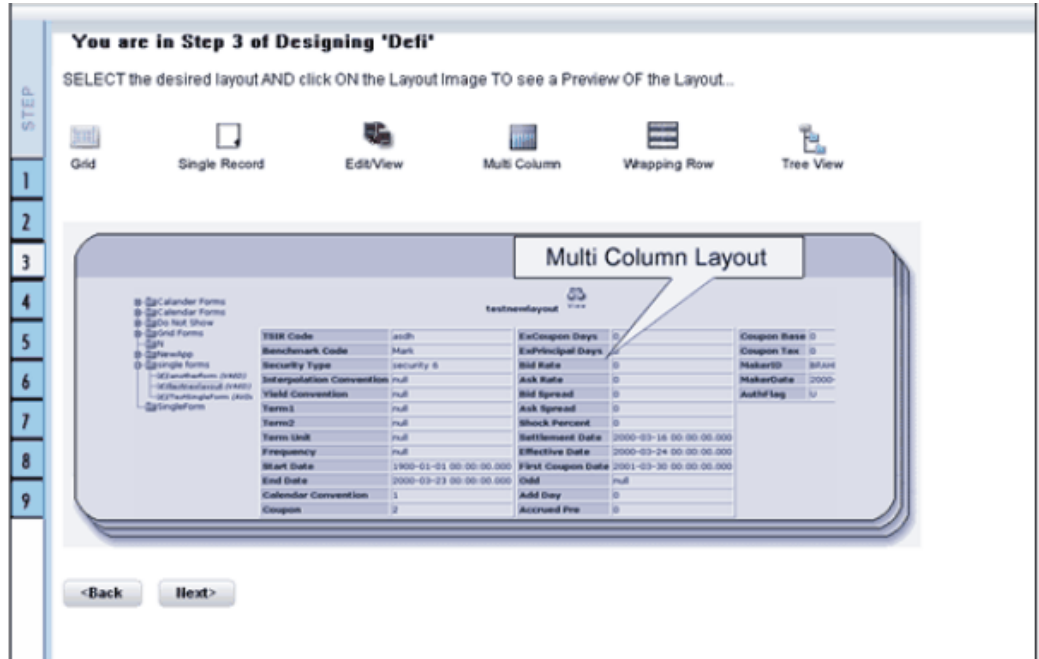 You are in Step 3 of Designing 'Defi'
SELECT the desired layout AND click ON the Layout Image TO see a Preview OF the Layout...
STEP
Grid Single Record Edit/View Multi Column Wrapping Row Tree View
1
2
3
4
5
6
7
8
9
Multi Column Layout
testnewlayout View
Calander Forms
Calendar Forms
Do Not Show
Grid Forms
N
NewApp
single forms
SingleForm
TSIR Code asdh ExCoupon Days 0 Coupon Base 0
Benchmark Code Mark ExPrincipal Days 0 Coupon Tax 0
Security Type security 6 Bid Rate 0 MakerID BRAHM
Interpolation Convention null Ask Rate 0 MakerDate 2000-
Yield Convention null Bid Spread 0 AuthFlag U
Term1 null Ask Spread 0
Term2 null Shock Percent 0
Term Unit null Settlement Date 2000-03-16 00:00:00.000
Frequency null Effective Date 2000-03-24 00:00:00.000
Start Date 1900-01-01 00:00:00.000 First Coupon Date 2001-03-30 00:00:00.000
End Date 2000-03-23 00:00:00.000 Odd null
Calendar Convention 1 Add Day 0
Coupon 2 Accrued Pre 0
<Back Next>